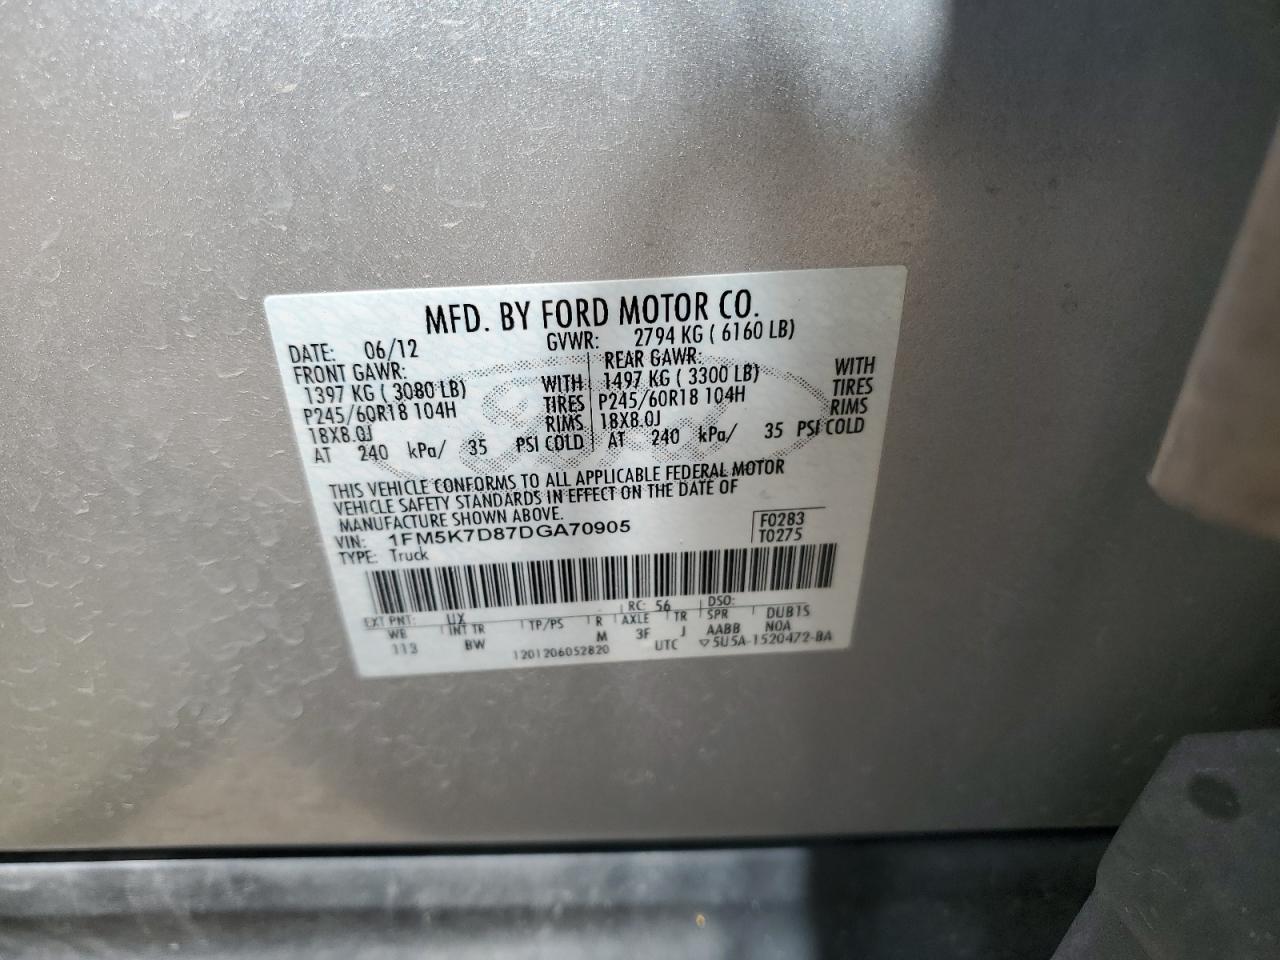 MFD. BY FORD MOTOR CO.
DATE: 06/12 GVWR: 2794 KG ( 6160 LB)
FRONT GAWR: REAR GAWR:
1397 KG ( 3080 LB) WITH 1497 KG ( 3300 LB) WITH
P245/60R18 104H TIRES P245/60R18 104H TIRES
18X8.0J RIMS 18X8.0J RIMS
AT 240 kPa/ 35 PSI COLD AT 240 kPa/ 35 PSI COLD
THIS VEHICLE CONFORMS TO ALL APPLICABLE FEDERAL MOTOR
VEHICLE SAFETY STANDARDS IN EFFECT ON THE DATE OF
MANUFACTURE SHOWN ABOVE.
VIN: 1FM5K7D87DGA70905 F0283
TYPE: Truck T0275
EXT PNT: UX RC: 56 DSO: DUB1S
WB INT TR TP/PS R AXLE TR SPR NOA
113 BW M 3F J AABB
1201206052820 UTC ▽5U5A-1520472-BA